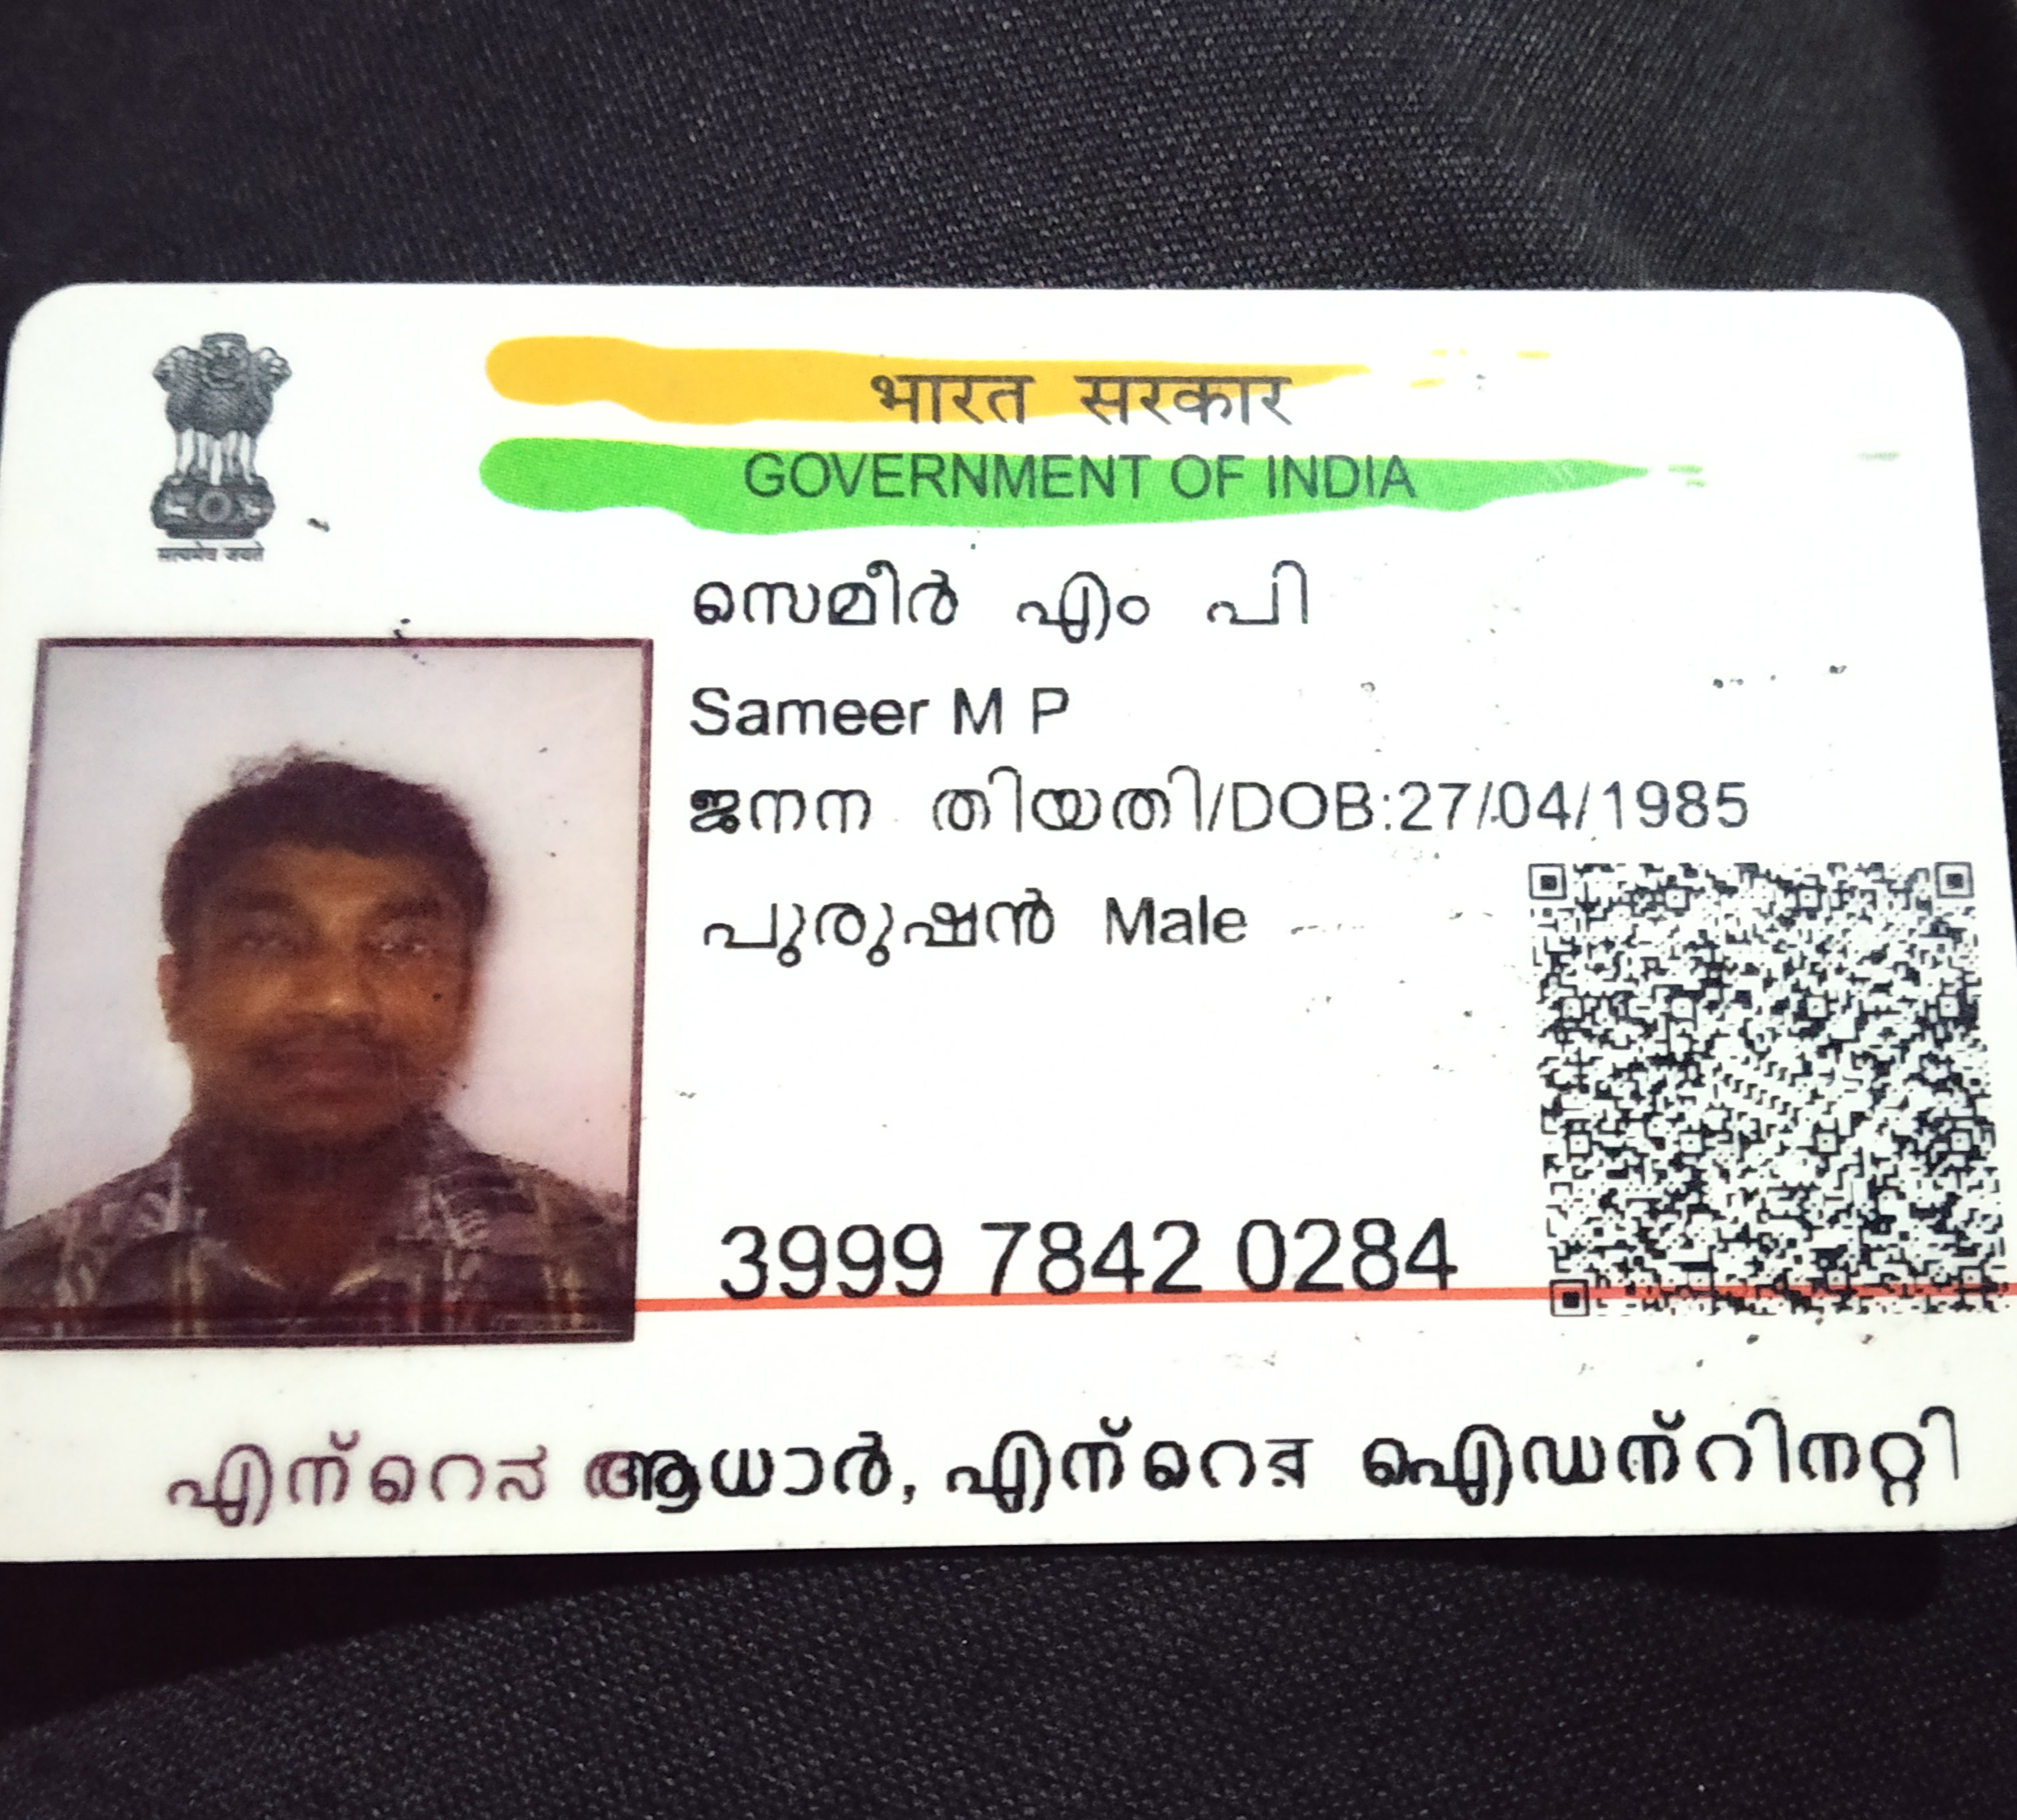 भारत सरकार
GOVERNMENT OF INDIA
सत्यमेव जयते
സെമീർ എം പി
Sameer M P
ജനന തിയതി/DOB:27/04/1985
പുരുഷൻ Male
3999 7842 0284
എന്റെ ആധാർ, എന്റെ ഐഡന്റിറ്റി